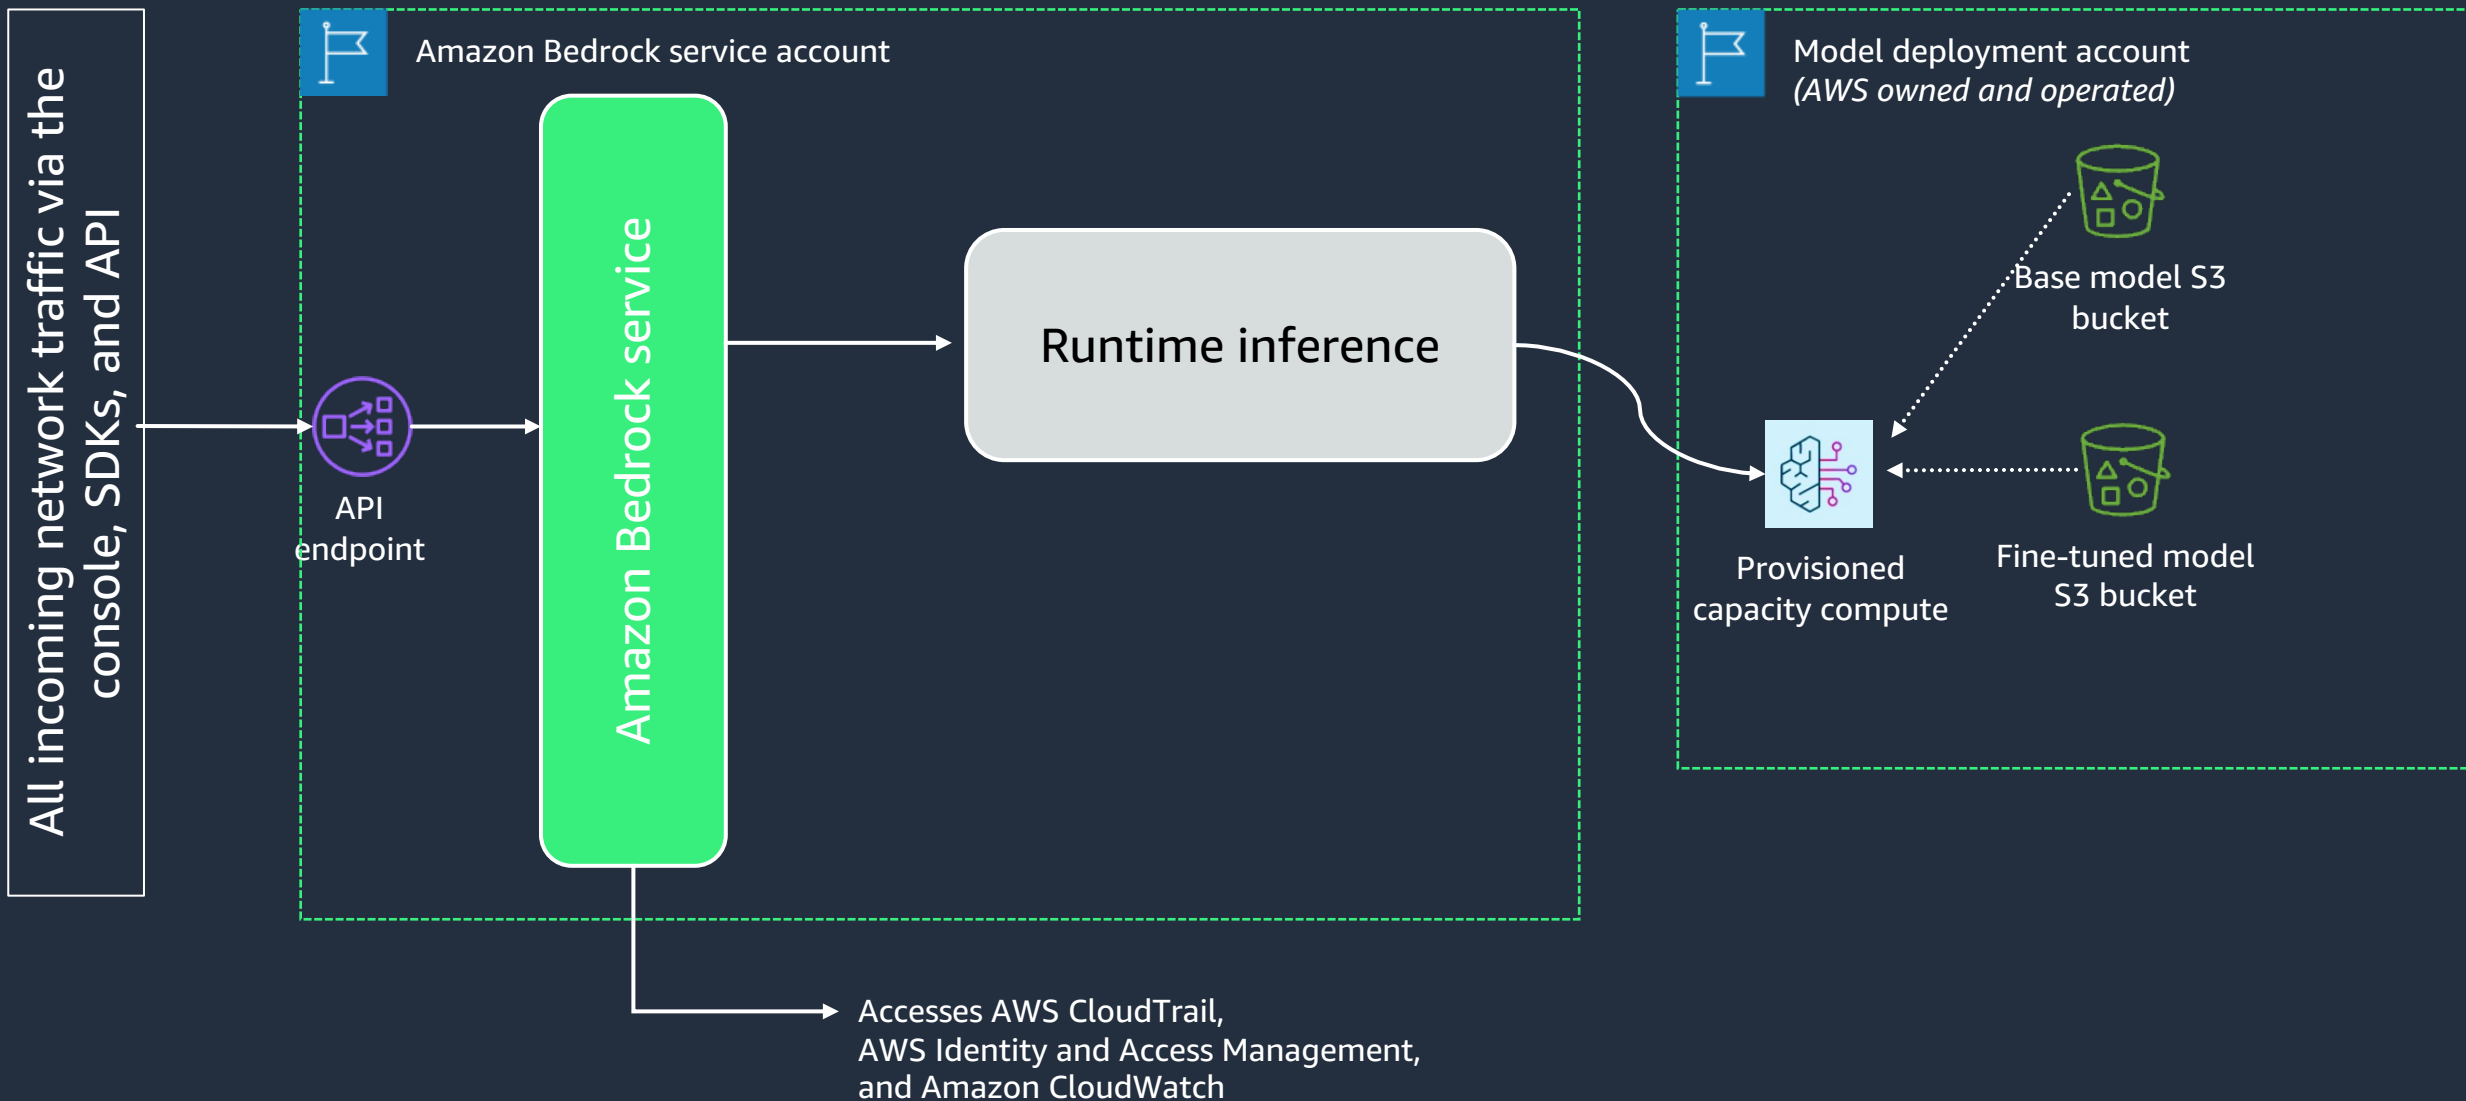 All incoming network traffic via the
console, SDKs, and API
Amazon Bedrock service account
API
endpoint
Amazon Bedrock service
Runtime inference
Accesses AWS CloudTrail,
AWS Identity and Access Management,
and Amazon CloudWatch
Model deployment account
(AWS owned and operated)
Base model S3
bucket
Provisioned
capacity compute
Fine-tuned model
S3 bucket